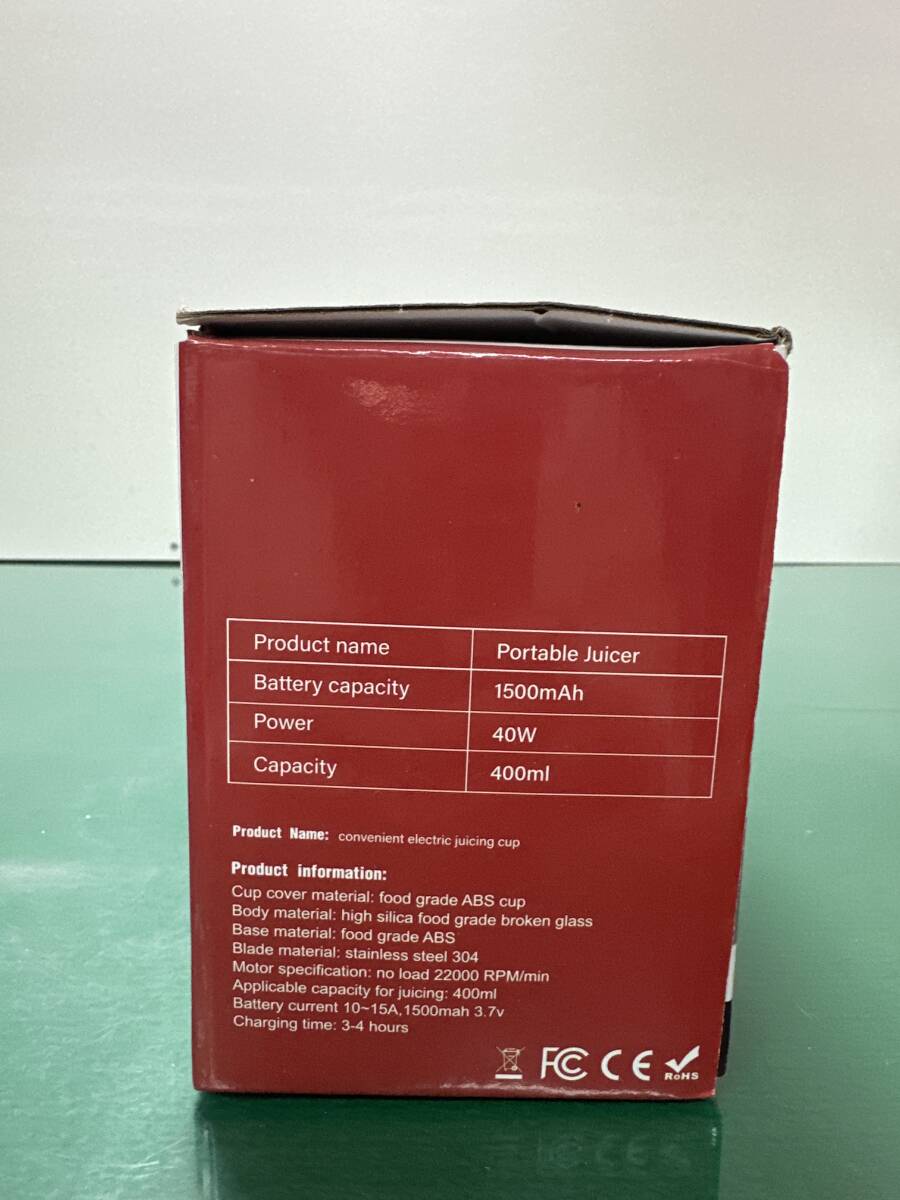 Product name Portable Juicer
Battery capacity 1500mAh
Power 40W
Capacity 400ml
Product Name: convenient electric juicing cup
Product information:
Cup cover material: food grade ABS cup
Body material: high silica food grade broken glass
Base material: food grade ABS
Blade material: stainless steel 304
Motor specification: no load 22000 RPM/min
Applicable capacity for juicing: 400ml
Battery current 10~15A,1500mah 3.7v
Charging time: 3-4 hours
FC CE RoHS